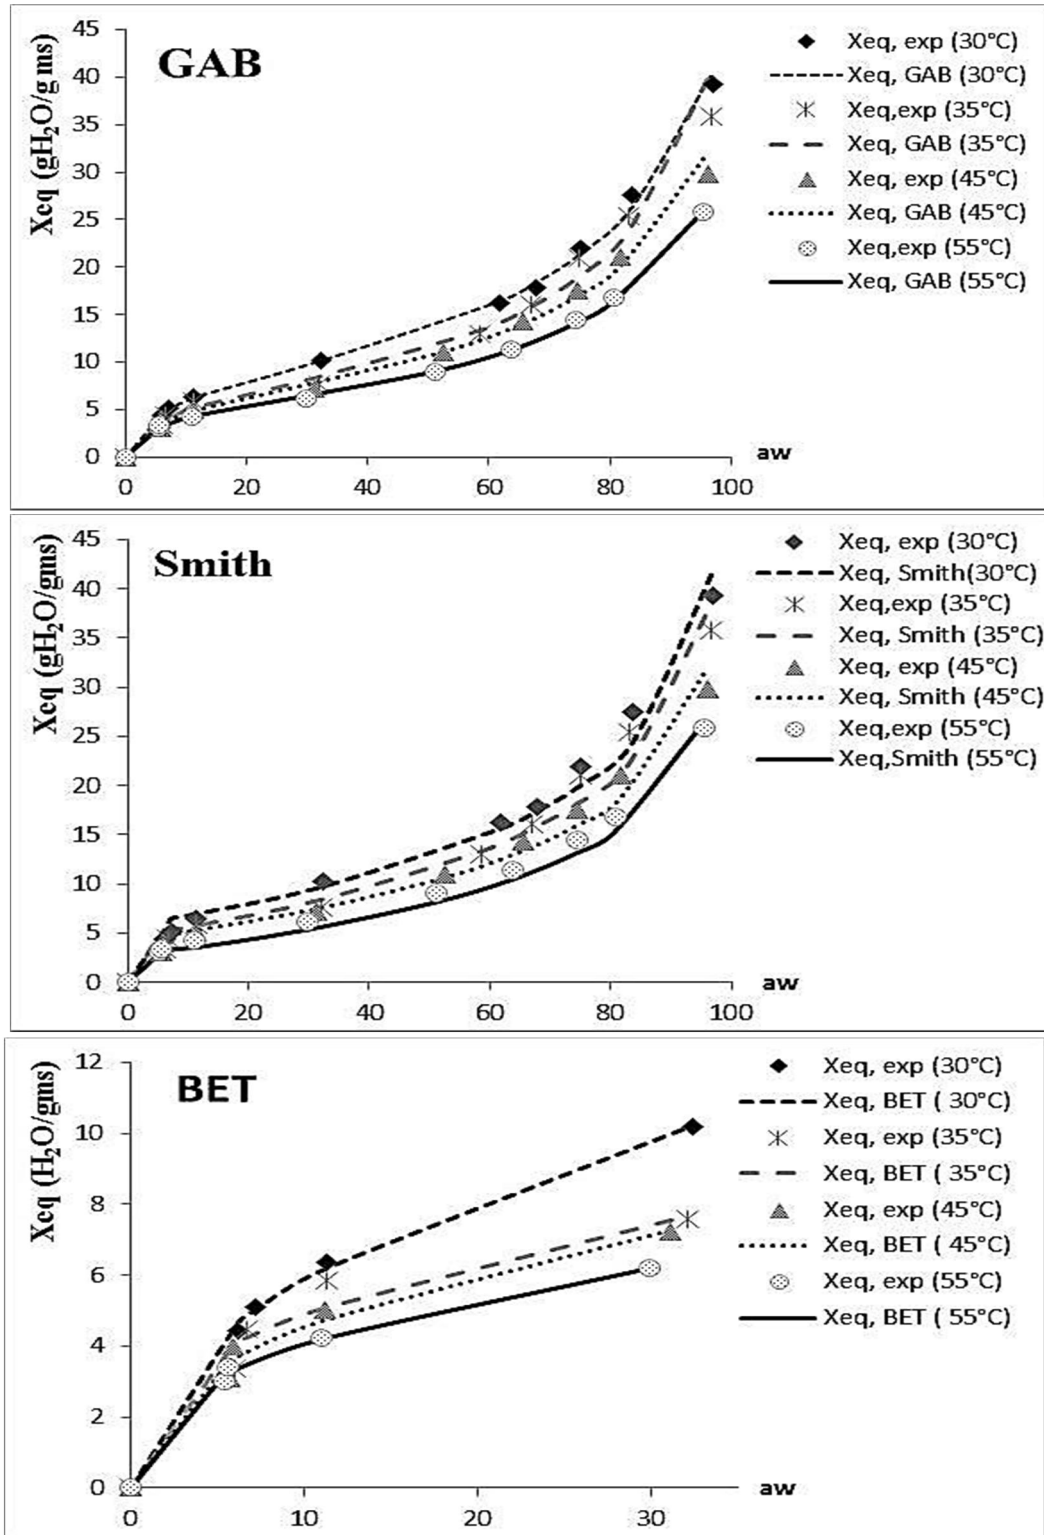 GAB
Xeq (gH₂O/g ms)
45
40
35
30
25
20
15
10
5
0
0 20 40 60 80 100
aw
Xeq, exp (30°C)
Xeq, GAB (30°C)
Xeq,exp (35°C)
Xeq, GAB (35°C)
Xeq, exp (45°C)
Xeq, GAB (45°C)
Xeq,exp (55°C)
Xeq, GAB (55°C)
Smith
Xeq (gH₂O/gms)
45
40
35
30
25
20
15
10
5
0
0 20 40 60 80 100
aw
Xeq, exp (30°C)
Xeq, Smith(30°C)
Xeq,exp (35°C)
Xeq, Smith (35°C)
Xeq, exp (45°C)
Xeq, Smith (45°C)
Xeq,exp (55°C)
Xeq,Smith (55°C)
BET
Xeq (H₂O/gms)
12
10
8
6
4
2
0
0 10 20 30
aw
Xeq, exp (30°C)
Xeq, BET ( 30°C)
Xeq, exp (35°C)
Xeq, BET ( 35°C)
Xeq, exp (45°C)
Xeq, BET ( 45°C)
Xeq, exp (55°C)
Xeq, BET ( 55°C)